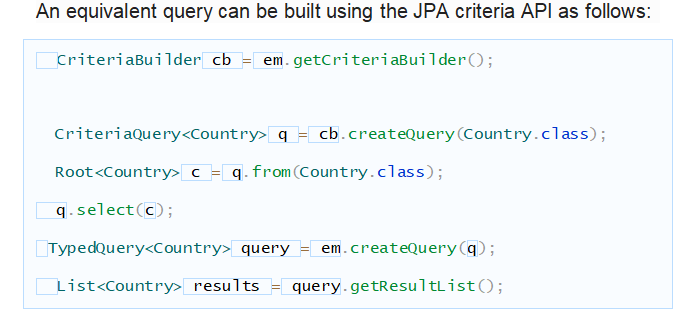 An equivalent query can be built using the JPA criteria API as follows:
CriteriaBuilder cb = em.getCriteriaBuilder();
CriteriaQuery<Country> q = cb.createQuery(Country.class);
Root<Country> c = q.from(Country.class);
q.select(c);
TypedQuery<Country> query = em.createQuery(q);
List<Country> results = query.getResultList();